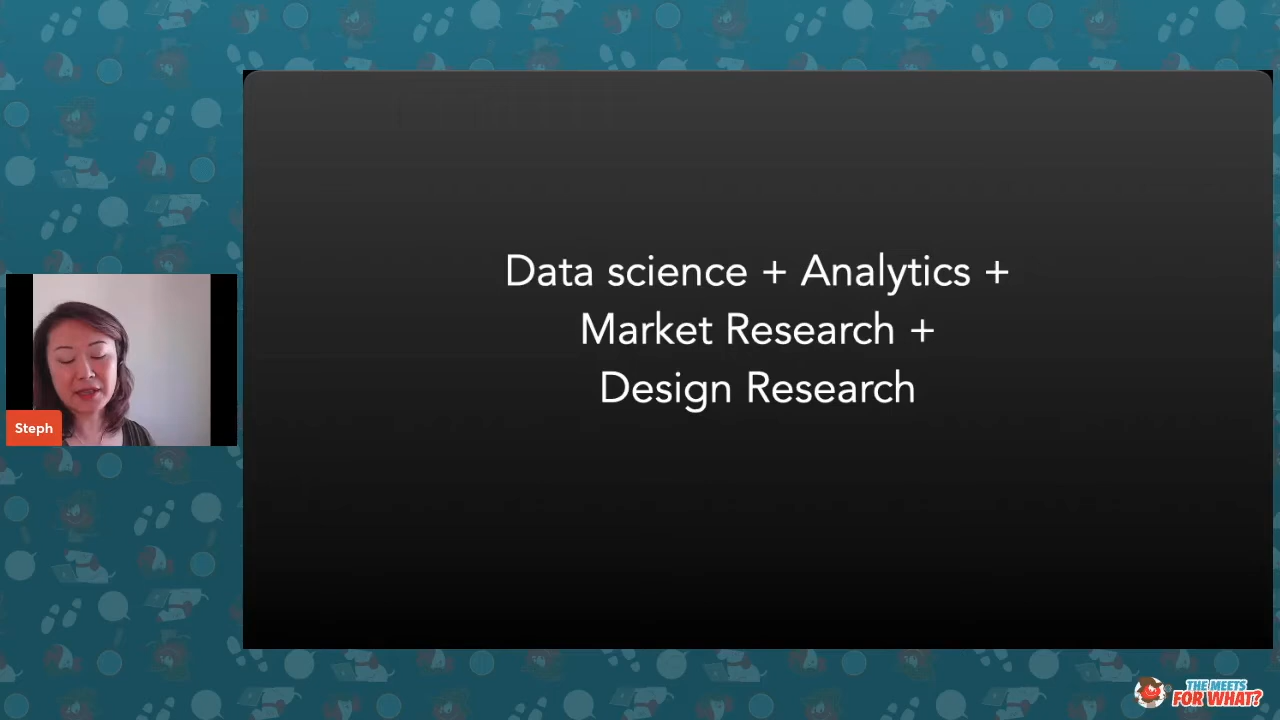 Data science + Analytics +
Market Research +
Design Research
Steph
THE MEETS
FOR WHAT?